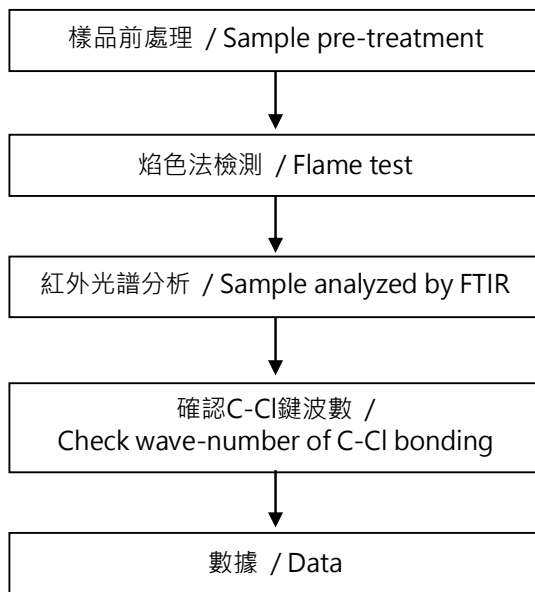 樣品前處理 / Sample pre-treatment
焰色法檢測 / Flame test
紅外光譜分析 / Sample analyzed by FTIR
確認C-Cl鍵波數 /
Check wave-number of C-Cl bonding
數據 / Data